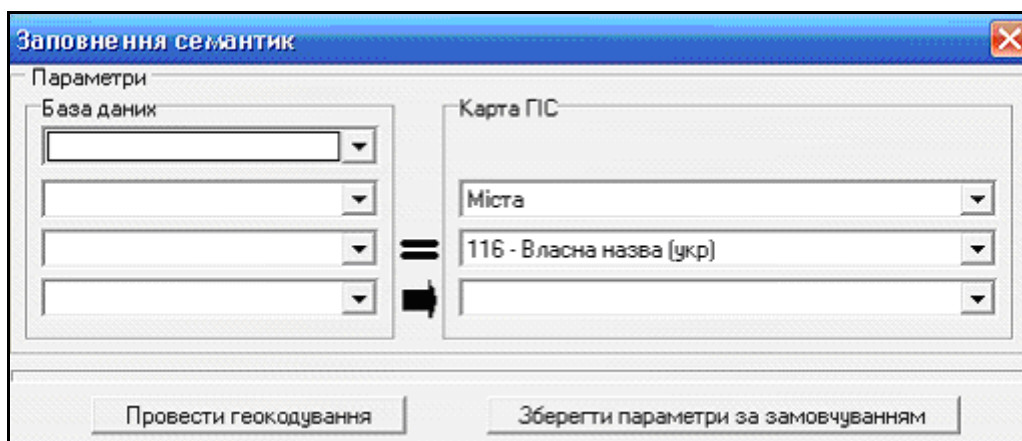 Заповнення семантик
Параметри
База даних
Карта ГІС
Міста
116 - Власна назва (укр)
Провести геокодування
Зберегти параметри за замовчуванням